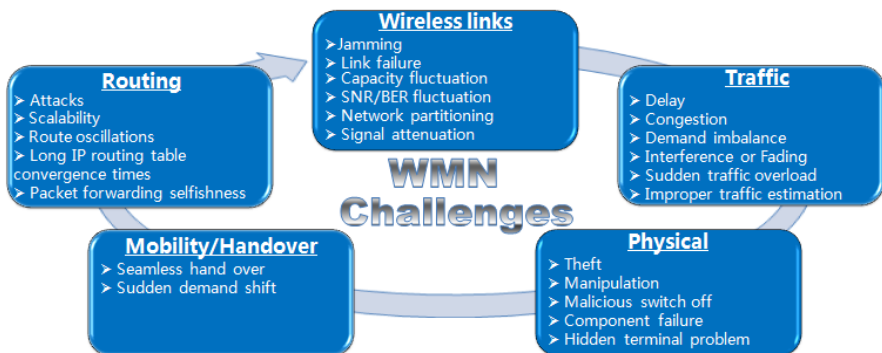 Wireless links
➢Jamming
➢ Link failure
➢ Capacity fluctuation
➢ SNR/BER fluctuation
➢ Network partitioning
➢ Signal attenuation
Traffic
➢ Delay
➢ Congestion
➢ Demand imbalance
➢ Interference or Fading
➢ Sudden traffic overload
➢ Improper traffic estimation
Physical
➢ Theft
➢ Manipulation
➢ Malicious switch off
➢ Component failure
➢ Hidden terminal problem
Mobility/Handover
➢ Seamless hand over
➢ Sudden demand shift
Routing
➢ Attacks
➢ Scalability
➢ Route oscillations
➢ Long IP routing table
convergence times
➢ Packet forwarding selfishness
WMN
Challenges